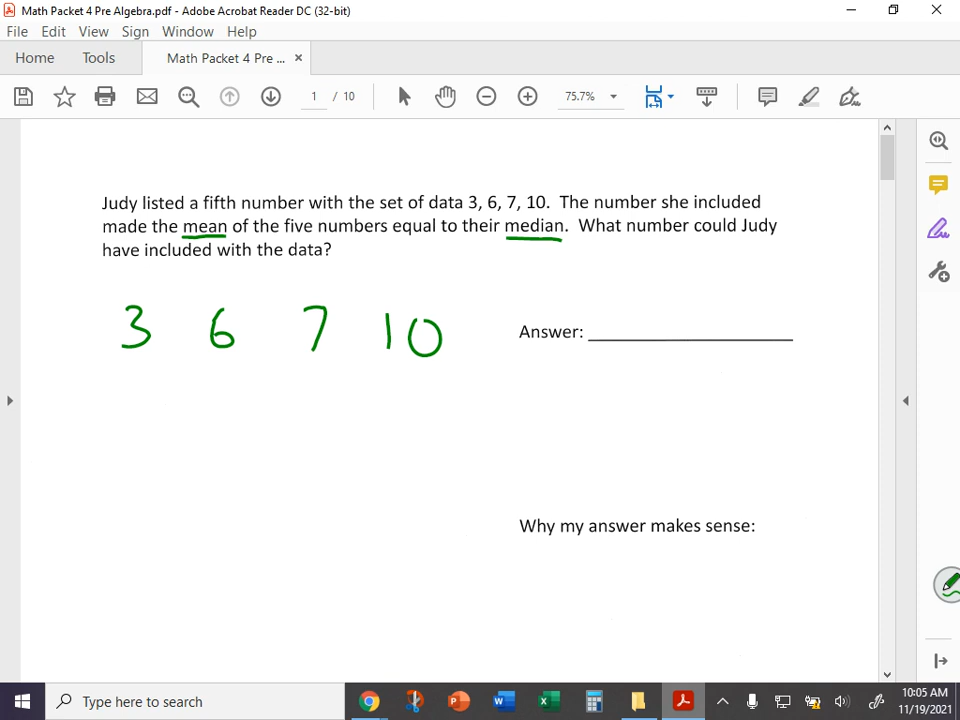 Math Packet 4 Pre Algebra.pdf - Adobe Acrobat Reader DC (32-bit)
File Edit View Sign Window Help
Home Tools Math Packet 4 Pre ... ×
1 / 10 75.7%
Judy listed a fifth number with the set of data 3, 6, 7, 10. The number she included
made the mean of the five numbers equal to their median. What number could Judy
have included with the data?
3 6 7 10
Answer: ____________________
Why my answer makes sense:
Type here to search
10:05 AM
11/19/2021